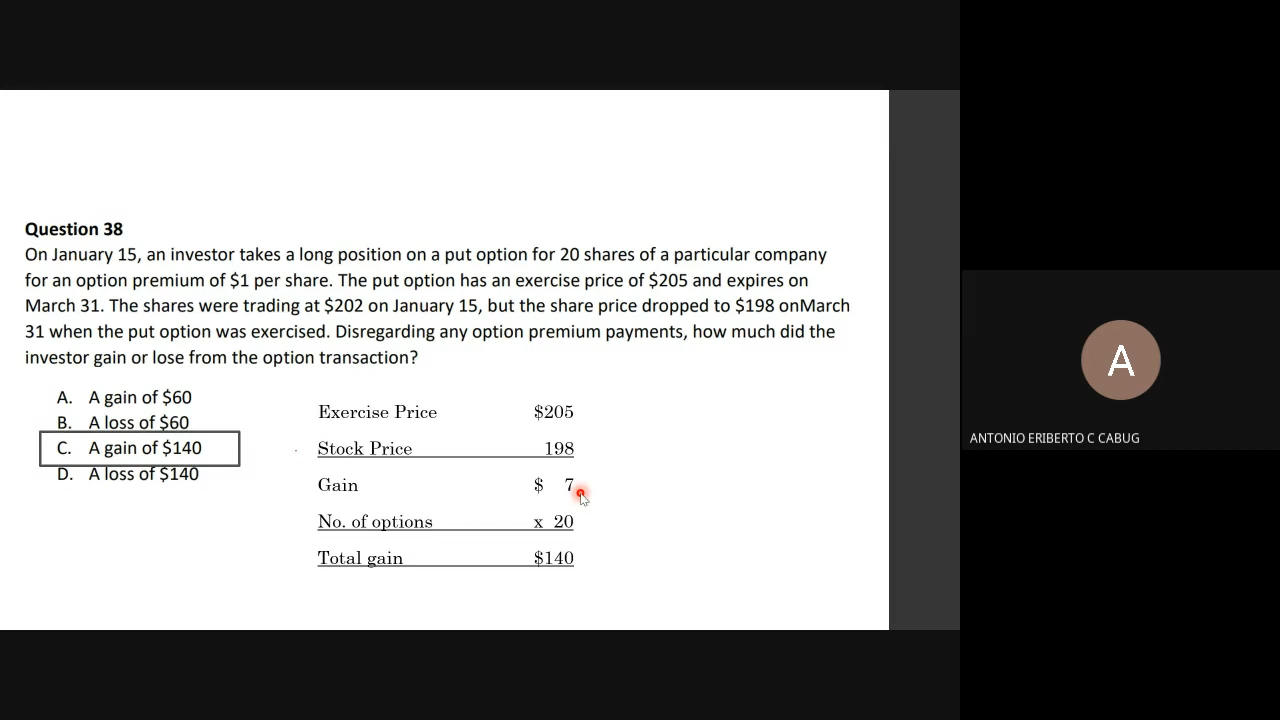 Question 38
On January 15, an investor takes a long position on a put option for 20 shares of a particular company
for an option premium of $1 per share. The put option has an exercise price of $205 and expires on
March 31. The shares were trading at $202 on January 15, but the share price dropped to $198 onMarch
31 when the put option was exercised. Disregarding any option premium payments, how much did the
investor gain or lose from the option transaction?
A. A gain of $60
B. A loss of $60
C. A gain of $140
D. A loss of $140
Exercise Price $205
Stock Price 198
Gain $ 7
No. of options x 20
Total gain $140
A
ANTONIO ERIBERTO C CABUG